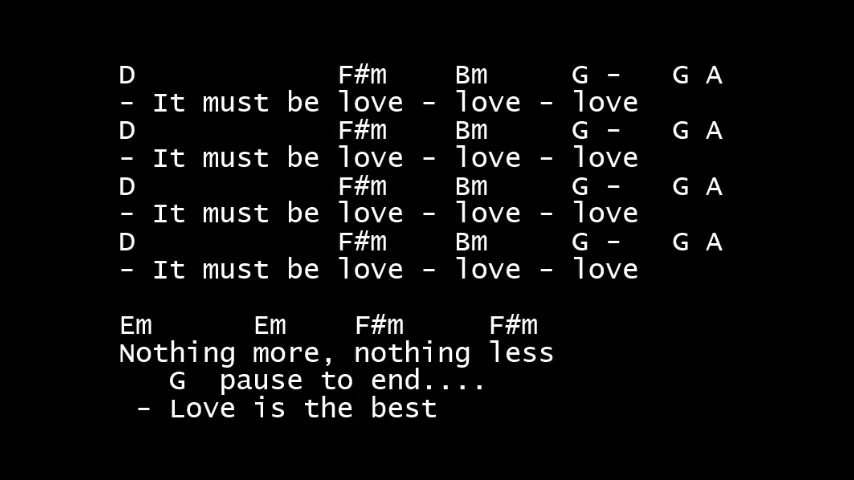 D            F#m    Bm     G -   G A
- It must be love - love - love
D            F#m    Bm     G -   G A
- It must be love - love - love
D            F#m    Bm     G -   G A
- It must be love - love - love
D            F#m    Bm     G -   G A
- It must be love - love - love
Em      Em    F#m     F#m
Nothing more, nothing less
   G  pause to end....
 - Love is the best